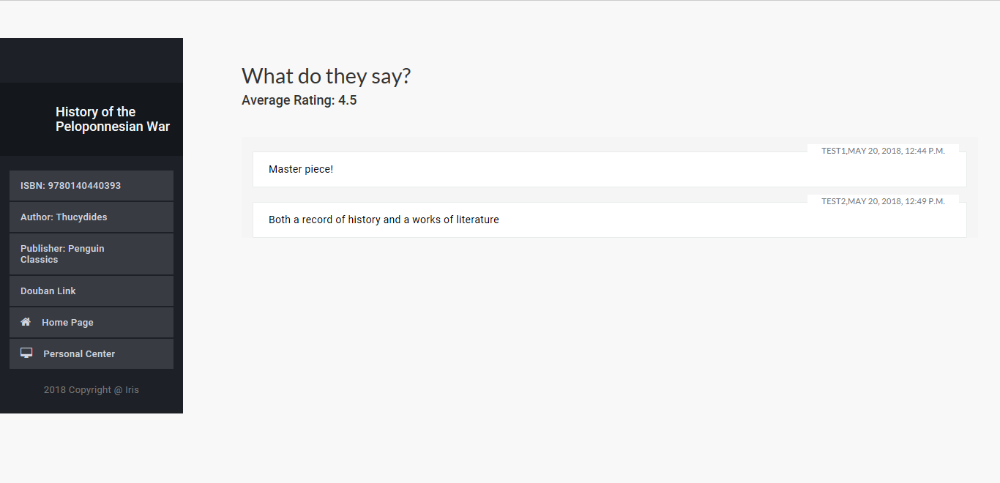 History of the
Peloponnesian War
ISBN: 9780140440393
Author: Thucydides
Publisher: Penguin
Classics
Douban Link
Home Page
Personal Center
2018 Copyright @ Iris
What do they say?
Average Rating: 4.5
TEST1,MAY 20, 2018, 12:44 P.M.
Master piece!
TEST2,MAY 20, 2018, 12:49 P.M.
Both a record of history and a works of literature